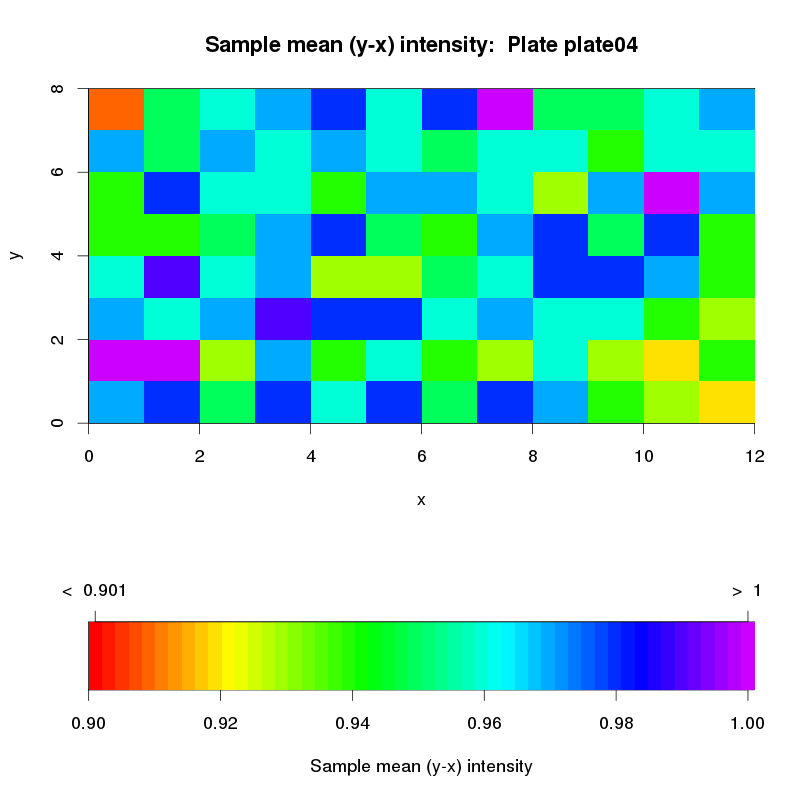 Sample mean (y-x) intensity:  Plate plate04
8
6
4
2
0
y
0 2 4 6 8 10 12
x
< 0.901 > 1
0.90 0.92 0.94 0.96 0.98 1.00
Sample mean (y-x) intensity